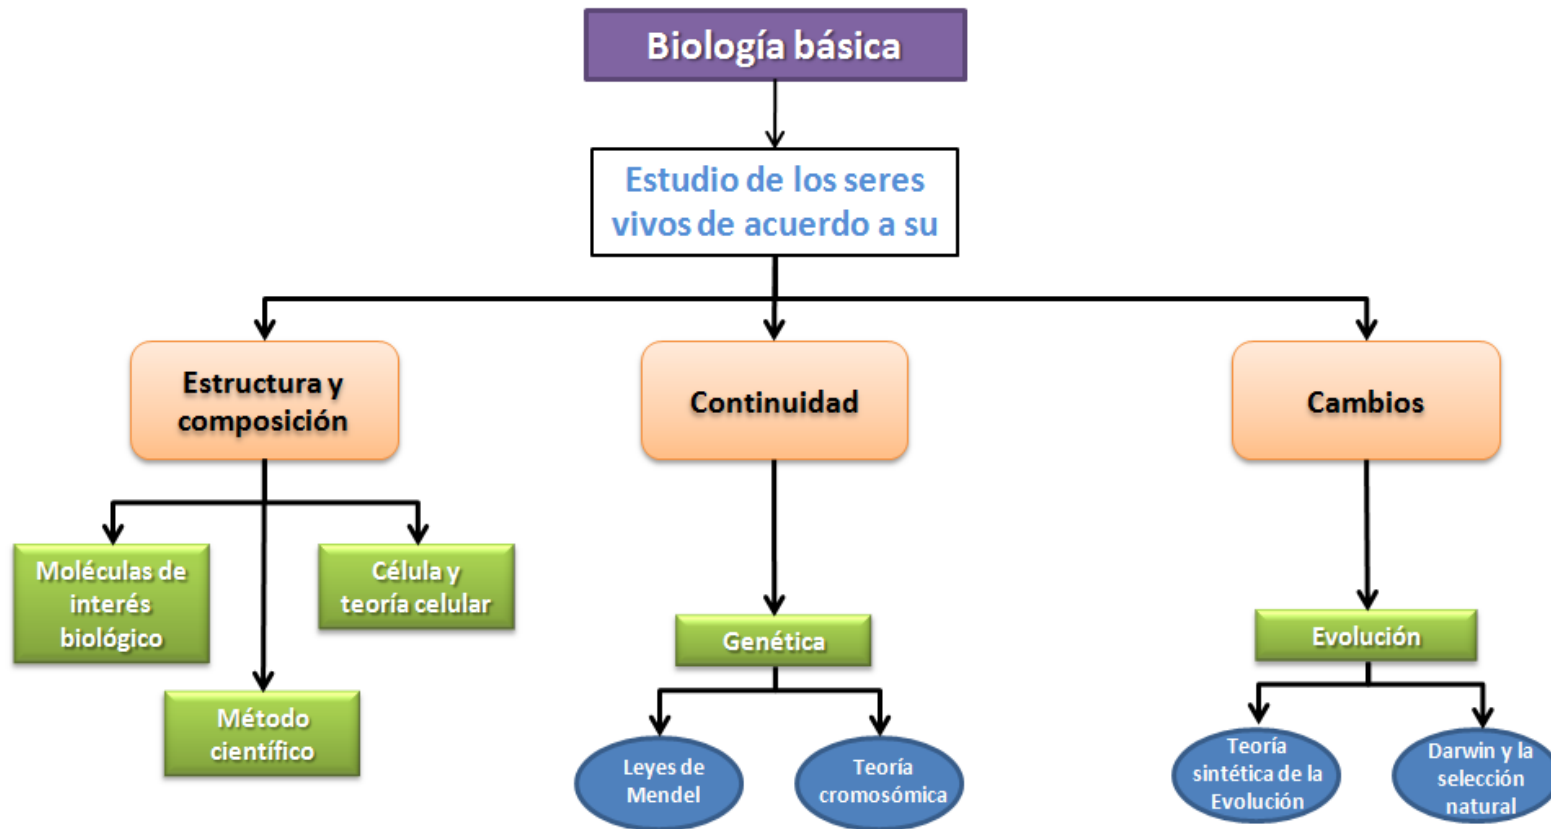 Biología básica
Estudio de los seres
vivos de acuerdo a su
Estructura y
composición
Continuidad
Cambios
Moléculas de
interés
biológico
Célula y
teoría celular
Método
científico
Genética
Evolución
Leyes de
Mendel
Teoría
cromosómica
Teoría
sintética de la
Evolución
Darwin y la
selección
natural